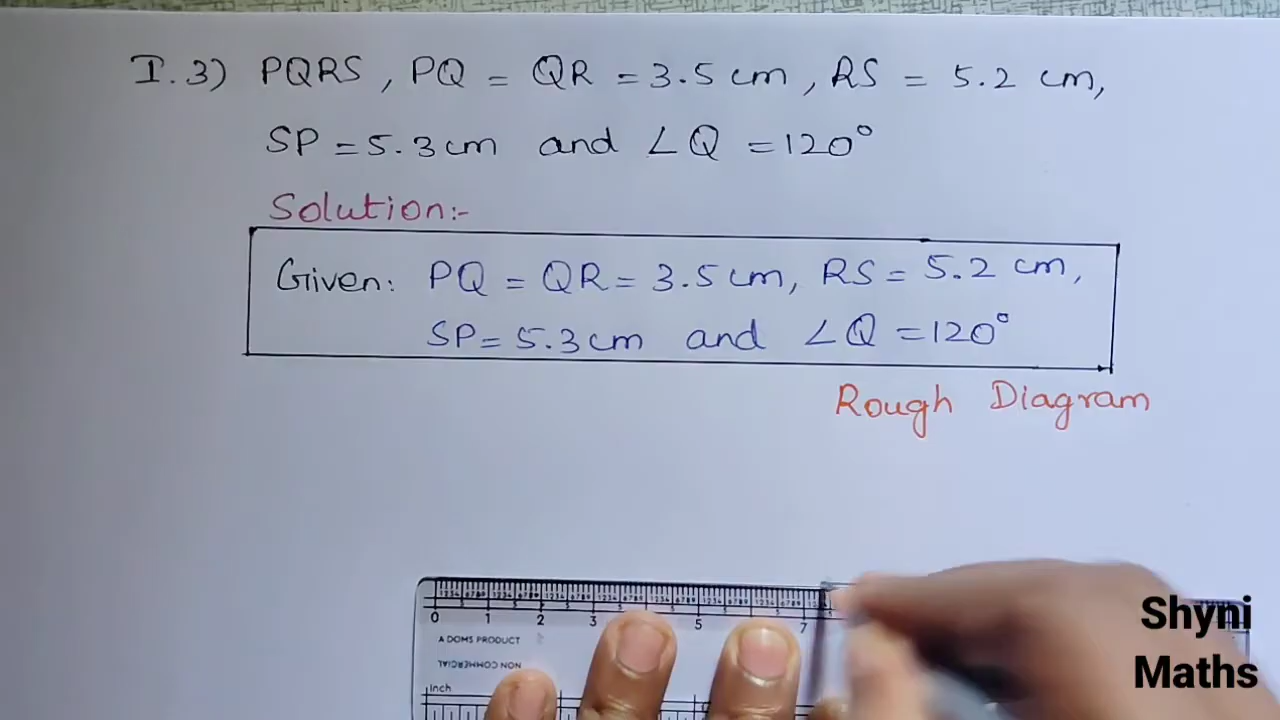 I.3) PQRS, PQ = QR = 3.5 cm, RS = 5.2 cm,
SP = 5.3 cm and ∠Q = 120°
Solution:-
Given: PQ = QR = 3.5 cm, RS = 5.2 cm,
SP = 5.3 cm and ∠Q = 120°
Rough Diagram
0 1 2 3 5 7
A DOMS PRODUCT
NON COMMERCIAL
Inch
Shyni
Maths